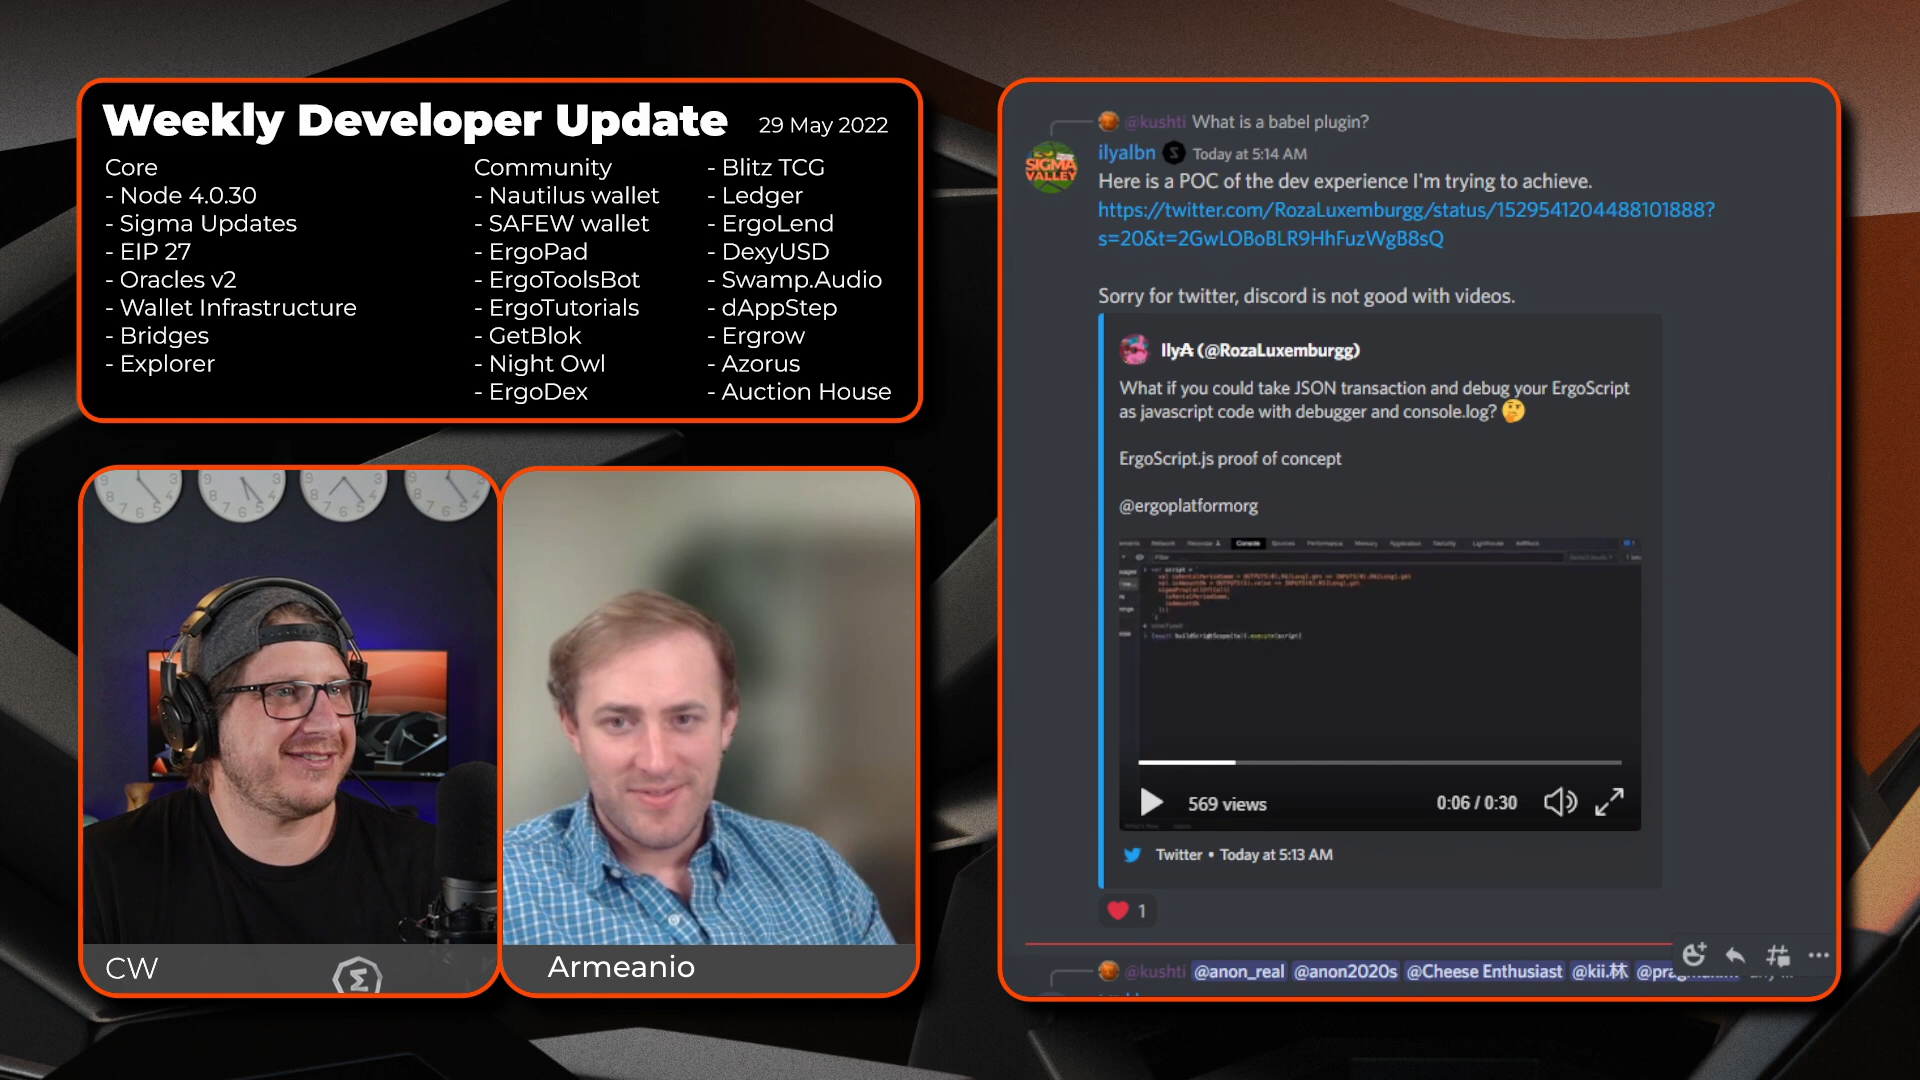 Weekly Developer Update
29 May 2022
Core
- Node 4.0.30
- Sigma Updates
- EIP 27
- Oracles v2
- Wallet Infrastructure
- Bridges
- Explorer
Community
- Nautilus wallet
- SAFEW wallet
- ErgoPad
- ErgoToolsBot
- ErgoTutorials
- GetBlok
- Night Owl
- ErgoDex
- Blitz TCG
- Ledger
- ErgoLend
- DexyUSD
- Swamp.Audio
- dAppStep
- Ergrow
- Azorus
- Auction House
CW
Armeanio
@kushti What is a babel plugin?
SIGMA
VALLEY
ilyalbn Today at 5:14 AM
Here is a POC of the dev experience I'm trying to achieve.
https://twitter.com/RozaLuxemburgg/status/1529541204488101888?
s=20&t=2GwLOBoBLR9HhFuzWgB8sQ
Sorry for twitter, discord is not good with videos.
Ily₳ (@RozaLuxemburgg)
What if you could take JSON transaction and debug your ErgoScript
as javascript code with debugger and console.log? 🤔
ErgoScript.js proof of concept
@ergoplatformorg
Console
569 views
0:06 / 0:30
Twitter • Today at 5:13 AM
❤️ 1
@kushti @anon_real @anon2020s @Cheese Enthusiast @kii.林